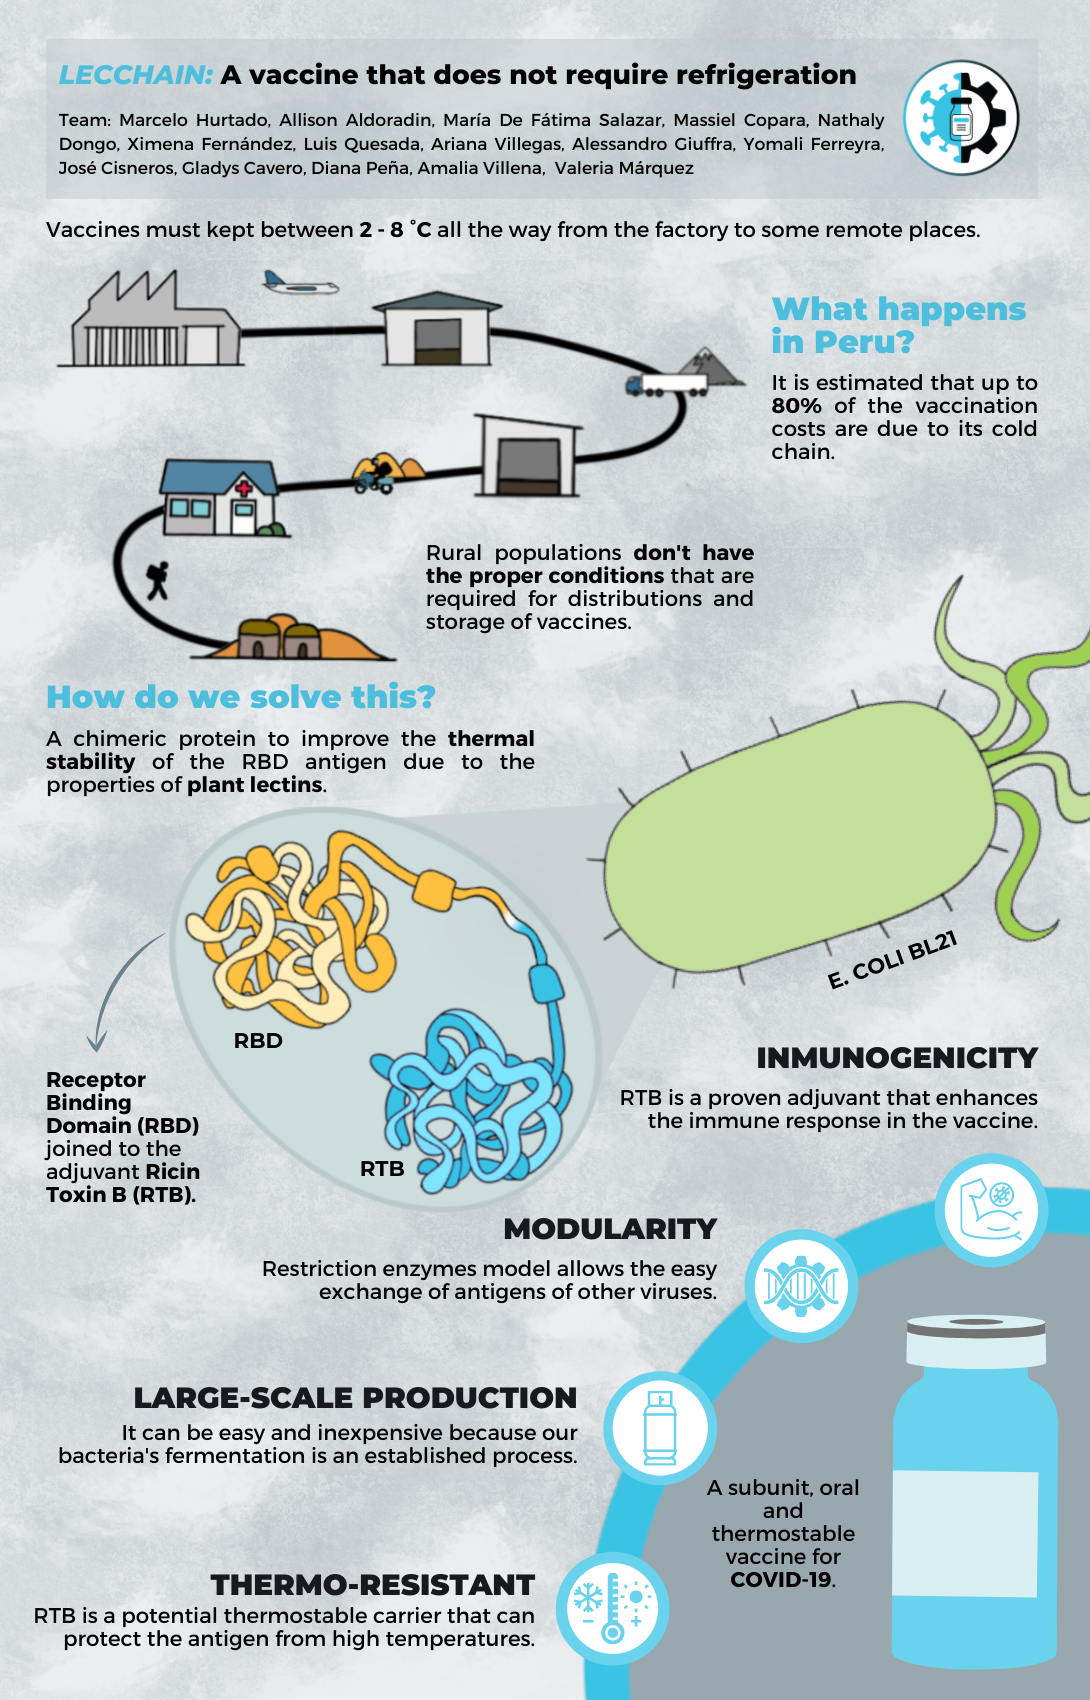 LECCHAIN: A vaccine that does not require refrigeration
Team: Marcelo Hurtado, Allison Aldoradin, María De Fátima Salazar, Massiel Copara, Nathaly
Dongo, Ximena Fernández, Luis Quesada, Ariana Villegas, Alessandro Giuffra, Yomali Ferreyra,
José Cisneros, Gladys Cavero, Diana Peña, Amalia Villena, Valeria Márquez
Vaccines must kept between 2 - 8 °C all the way from the factory to some remote places.
What happens
in Peru?
It is estimated that up to
80% of the vaccination
costs are due to its cold
chain.
Rural populations don't have
the proper conditions that are
required for distributions and
storage of vaccines.
How do we solve this?
A chimeric protein to improve the thermal
stability of the RBD antigen due to the
properties of plant lectins.
E. COLI BL21
RBD
RTB
Receptor
Binding
Domain (RBD)
joined to the
adjuvant Ricin
Toxin B (RTB).
INMUNOGENICITY
RTB is a proven adjuvant that enhances
the immune response in the vaccine.
MODULARITY
Restriction enzymes model allows the easy
exchange of antigens of other viruses.
LARGE-SCALE PRODUCTION
It can be easy and inexpensive because our
bacteria's fermentation is an established process.
A subunit, oral
and
thermostable
vaccine for
COVID-19.
THERMO-RESISTANT
RTB is a potential thermostable carrier that can
protect the antigen from high temperatures.